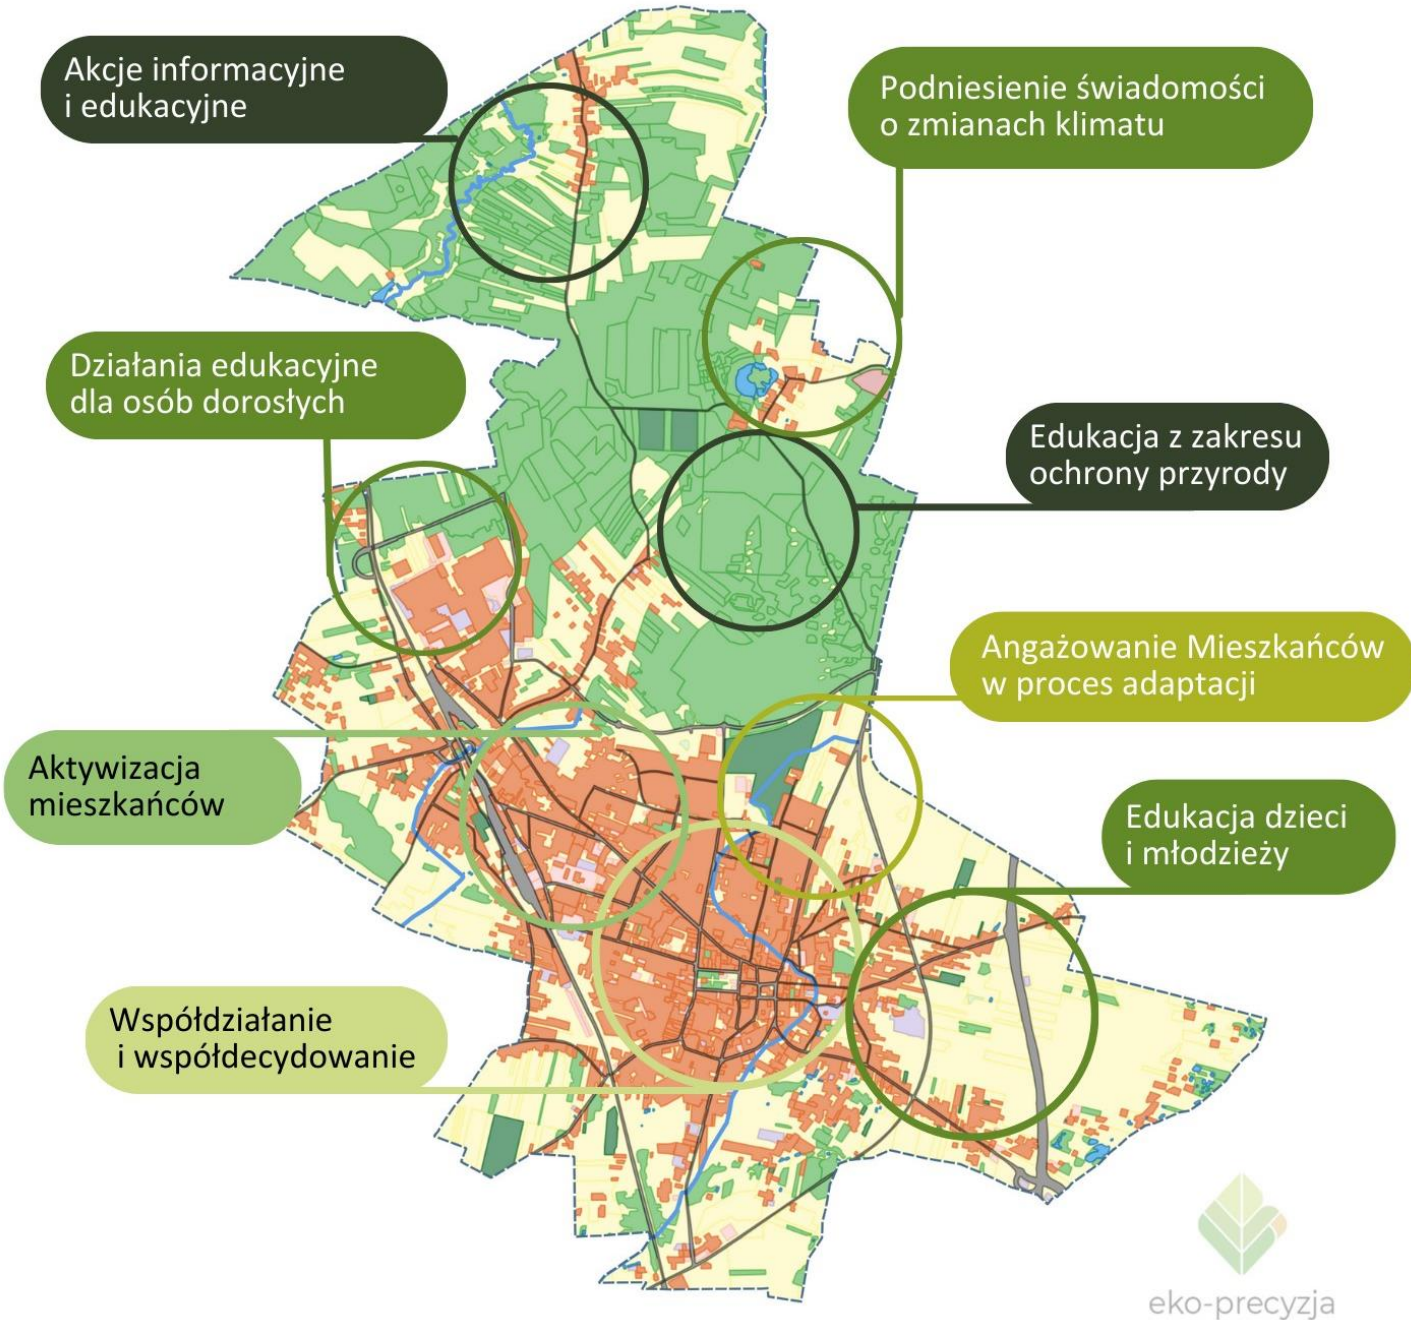 Akcje informacyjne
i edukacyjne
Podniesienie świadomości
o zmianach klimatu
Działania edukacyjne
dla osób dorosłych
Edukacja z zakresu
ochrony przyrody
Angażowanie Mieszkańców
w proces adaptacji
Aktywizacja
mieszkańców
Edukacja dzieci
i młodzieży
Współdziałanie
i współdecydowanie
eko-precyzja